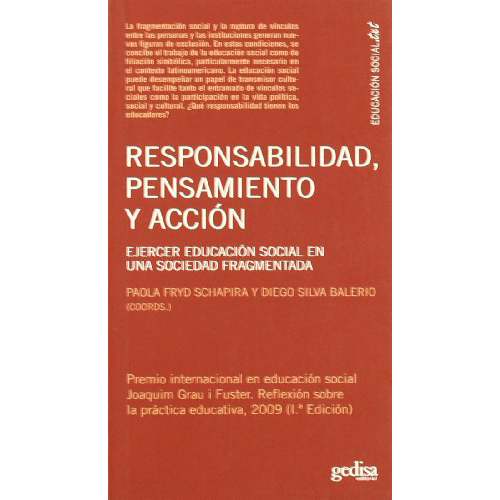 La fragmentación social y la ruptura de vínculos
entre las personas y las instituciones generan nue-
vas figuras de exclusión. En estas condiciones, se
concibe el trabajo de la educación social como de
filiación simbólica, particularmente necesario en
el contexto latinoamericano. La educación social
puede desempeñar un papel de transmisor cultu-
ral que facilite tanto el entramado de vínculos so-
ciales como la participación en la vida política,
social y cultural. ¿Qué responsabilidad tienen los
educadores?
EDUCACIÓN SOCIAL.tat
RESPONSABILIDAD,
PENSAMIENTO
Y ACCIÓN
EJERCER EDUCACIÓN SOCIAL EN
UNA SOCIEDAD FRAGMENTADA
PAOLA FRYD SCHAPIRA Y DIEGO SILVA BALERIO
(COORDS.)
Premio internacional en educación social
Joaquim Grau i Fuster. Reflexión sobre
la práctica educativa, 2009 (I.ª Edición)
gedisa
editorial